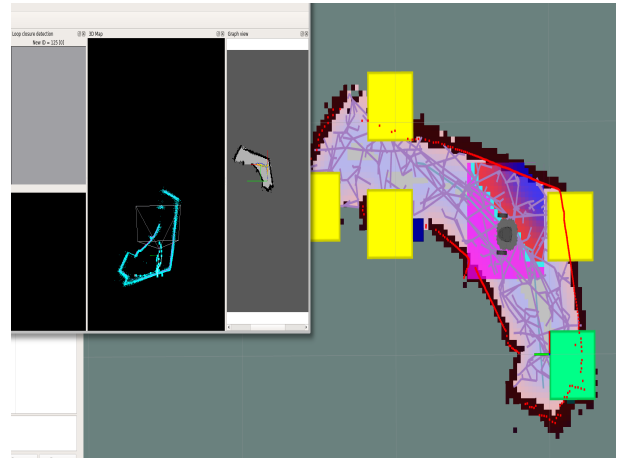 Loop closure detection
3D Map
Graph view
New ID = 115 [0]